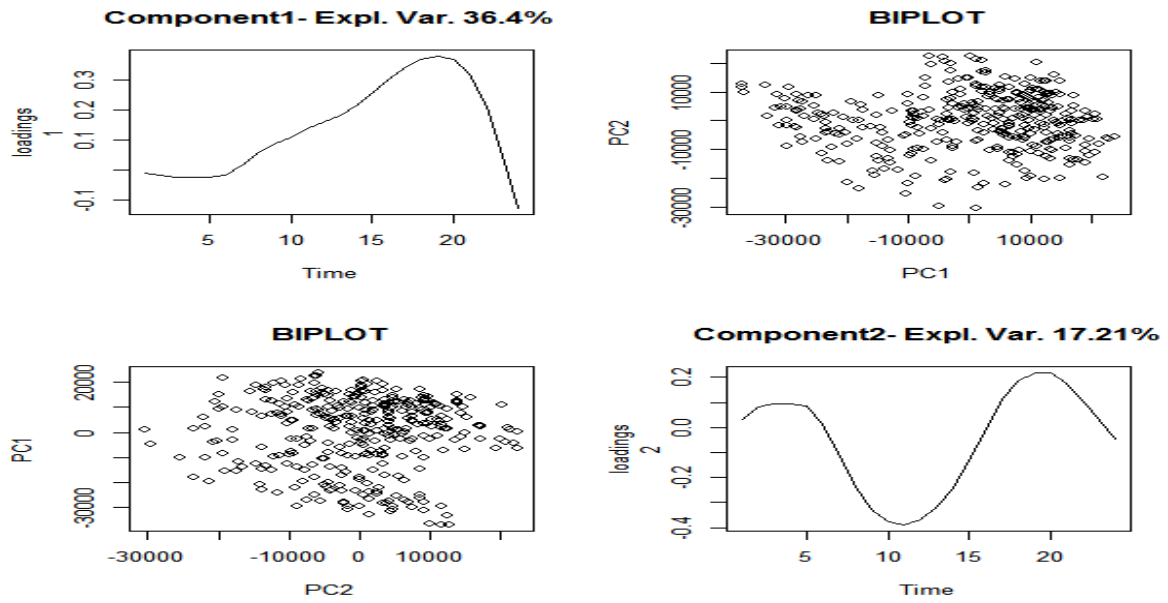 Component1- Expl. Var. 36.4%
loadings
1
-0.1
0.1
0.2
0.3
5
10
15
20
Time
BIPLOT
PC2
-30000
-10000
10000
-30000
-10000
10000
PC1
BIPLOT
PC1
-30000
0
20000
-30000
-10000
0
10000
PC2
Component2- Expl. Var. 17.21%
loadings
2
-0.4
-0.2
0.0
0.2
5
10
15
20
Time